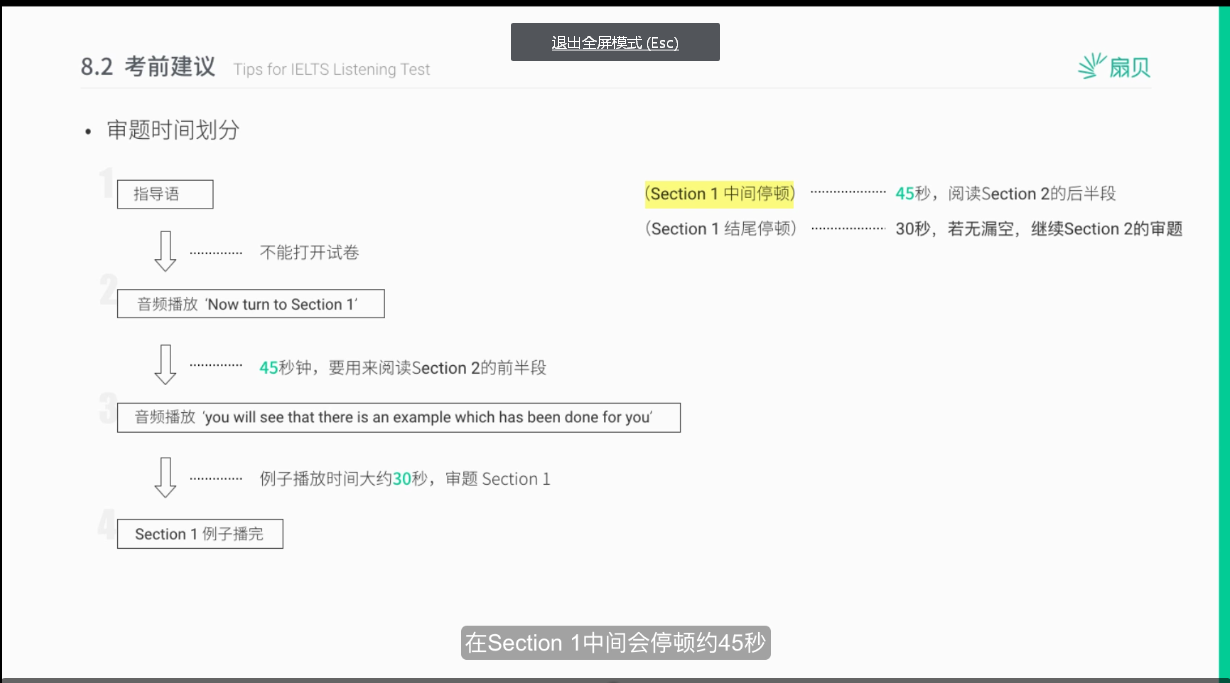 退出全屏模式 (Esc)
8.2 考前建议 Tips for IELTS Listening Test
扇贝
• 审题时间划分
1 指导语
不能打开试卷
2 音频播放 ‘Now turn to Section 1’
45秒钟，要用来阅读Section 2的前半段
3 音频播放 ‘you will see that there is an example which has been done for you’
例子播放时间大约30秒，审题 Section 1
4 Section 1 例子播完
（Section 1 中间停顿） 45秒，阅读Section 2的后半段
（Section 1 结尾停顿） 30秒，若无漏空，继续Section 2的审题
在Section 1中间会停顿约45秒